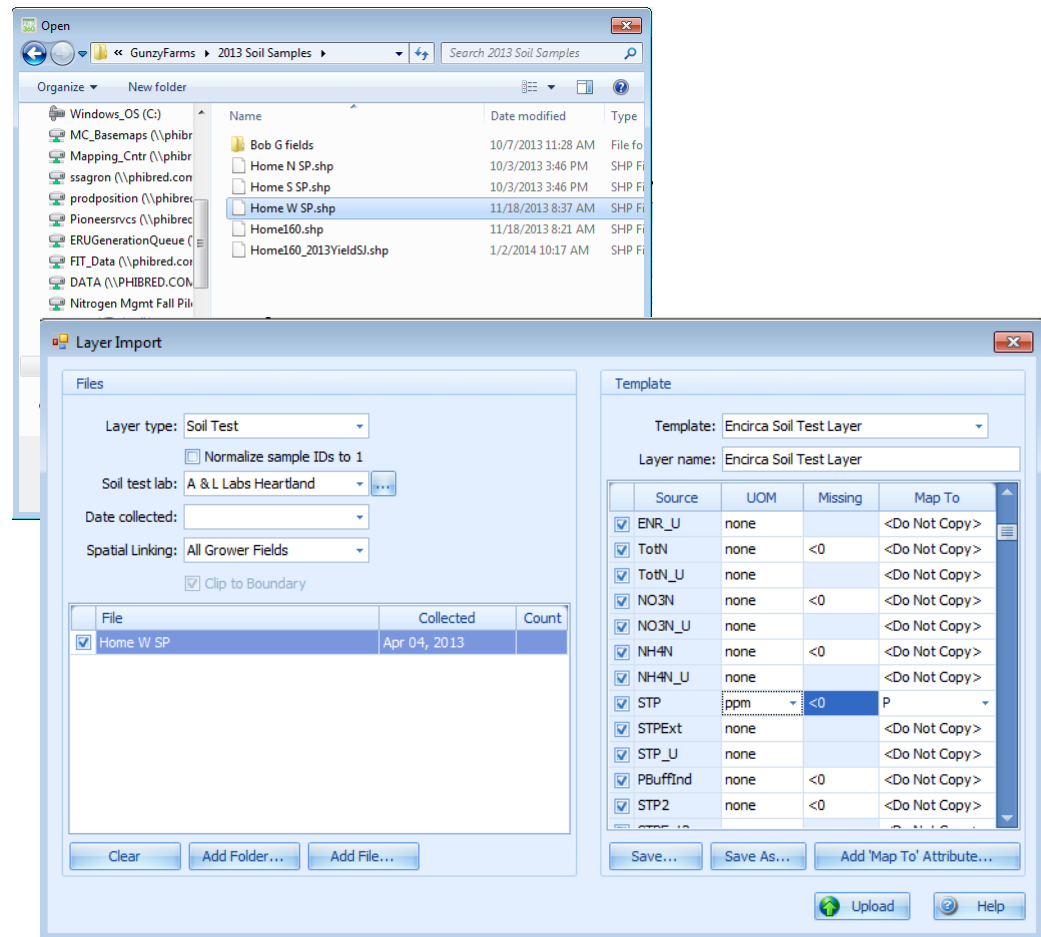 Open
« GunzyFarms ▸ 2013 Soil Samples ▸
Search 2013 Soil Samples
Organize New folder
Name Date modified Type
Windows_OS (C:)
MC_Basemaps (\\phibr
Mapping_Cntr (\\phibr
ssagron (\\phibred.com
prodposition (\\phibred
Pioneersrvcs (\\phibrec
ERUGenerationQueue (
FIT_Data (\\phibred.cor
DATA (\\PHIBRED.COM
Nitrogen Mgmt Fall Pil
Bob G fields 10/7/2013 11:28 AM File fo
Home N SP.shp 10/3/2013 3:46 PM SHP Fi
Home S SP.shp 10/3/2013 3:46 PM SHP Fi
Home W SP.shp 11/18/2013 8:37 AM SHP Fi
Home160.shp 11/18/2013 8:21 AM SHP Fi
Home160_2013YieldSJ.shp 1/2/2014 10:17 AM SHP Fi
Layer Import
Files
Layer type: Soil Test
Normalize sample IDs to 1
Soil test lab: A & L Labs Heartland ...
Date collected:
Spatial Linking: All Grower Fields
Clip to Boundary
File Collected Count
Home W SP Apr 04, 2013
Clear Add Folder... Add File...
Template
Template: Encirca Soil Test Layer
Layer name: Encirca Soil Test Layer
Source UOM Missing Map To
ENR_U none <Do Not Copy>
TotN none <0 <Do Not Copy>
TotN_U none <Do Not Copy>
NO3N none <0 <Do Not Copy>
NO3N_U none <Do Not Copy>
NH4N none <0 <Do Not Copy>
NH4N_U none <Do Not Copy>
STP ppm <0 P
STPExt none <Do Not Copy>
STP_U none <Do Not Copy>
PBuffInd none <0 <Do Not Copy>
STP2 none <0 <Do Not Copy>
Save... Save As... Add 'Map To' Attribute...
Upload Help